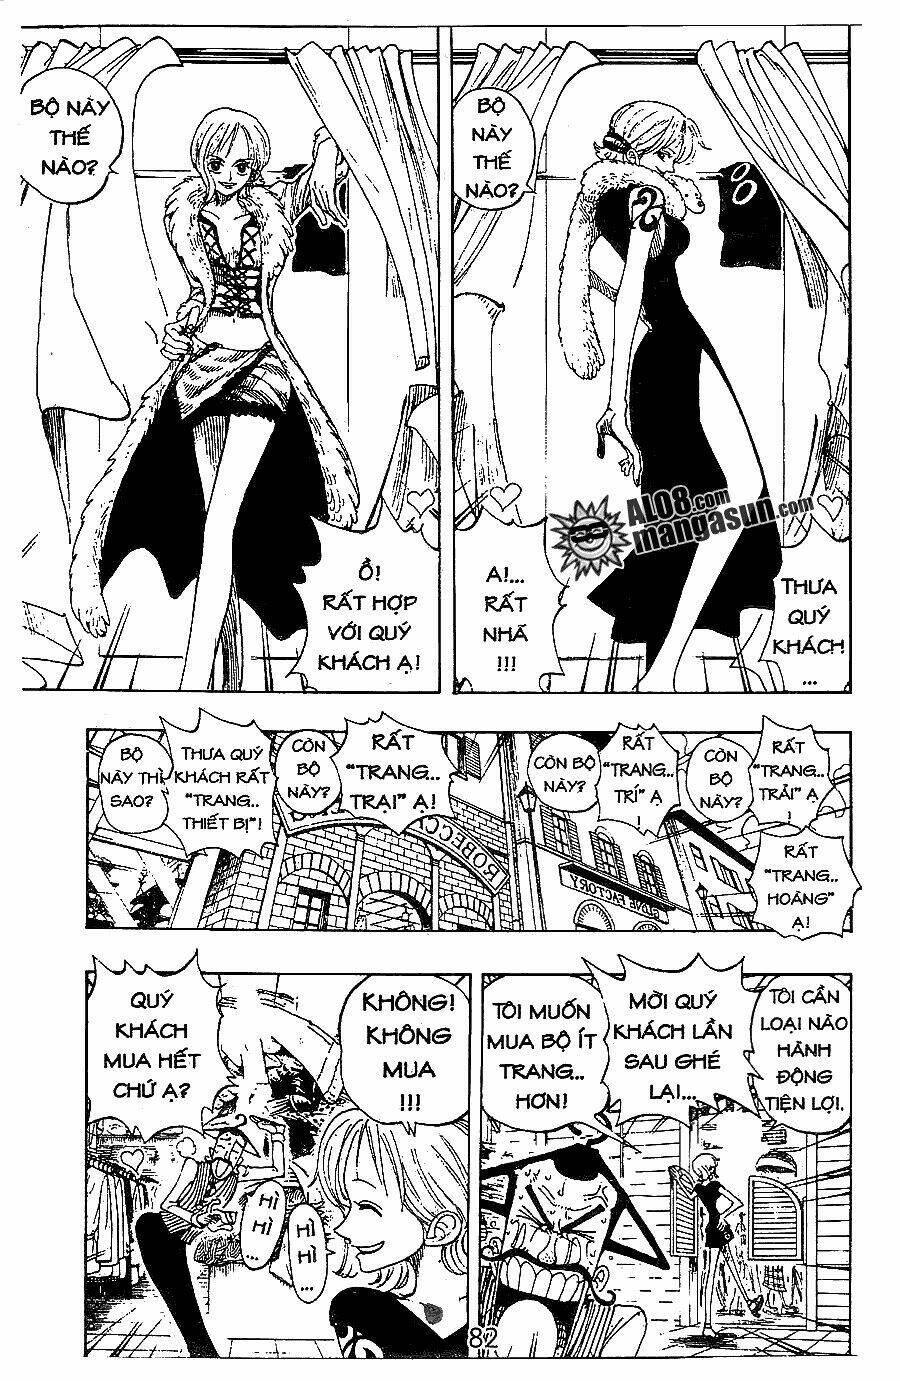 BỘ NÀY
THẾ
NÀO?
Ồ!
RẤT HỢP
VỚI QUÝ
KHÁCH Ạ!
BỘ
NÀY
THẾ
NÀO?
A!...
RẤT
NHÃ
!!!
THƯA
QUÝ
KHÁCH
...
AL08.com
mangasun.com
BỘ
NÀY THÌ
SAO?
THƯA QUÝ
KHÁCH RẤT
"TRANG..
THIẾT BỊ"!
CÒN
BỘ
NÀY?
RẤT
"TRANG..
TRẠI" Ạ!
CÒN BỘ
NÀY?
RẤT
"TRANG..
TRÍ" Ạ
!
CÒN
BỘ
NÀY?
RẤT
"TRANG..
TRẢI" Ạ
!
RẤT
"TRANG..
HOÀNG"
Ạ!
QUÝ
KHÁCH
MUA HẾT
CHỨ Ạ?
KHÔNG!
KHÔNG
MUA
!!!
HÌ
HÌ
...
HÌ
HÌ
...
TÔI MUỐN
MUA BỘ ÍT
TRANG..
HƠN!
MỜI QUÝ
KHÁCH LẦN
SAU GHÉ
LẠI...
TÔI CẦN
LOẠI NÀO
HÀNH
ĐỘNG
TIỆN LỢI.
82